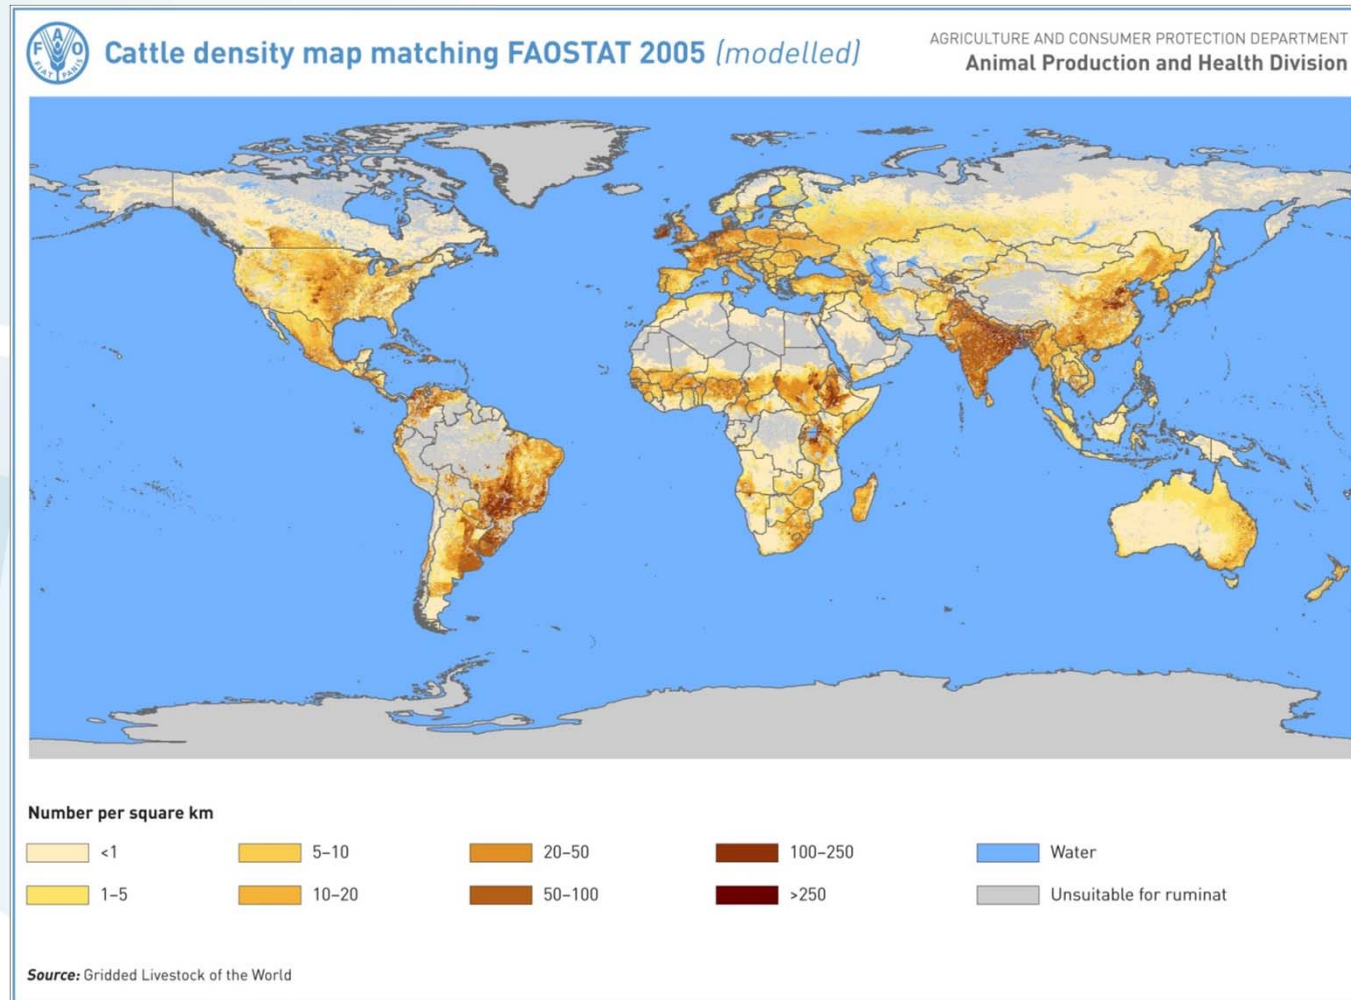 F A O
FIAT PANIS
Cattle density map matching FAOSTAT 2005 (modelled)
AGRICULTURE AND CONSUMER PROTECTION DEPARTMENT
Animal Production and Health Division
Number per square km
<1
5–10
20–50
100–250
Water
1–5
10–20
50–100
>250
Unsuitable for ruminat
Source: Gridded Livestock of the World